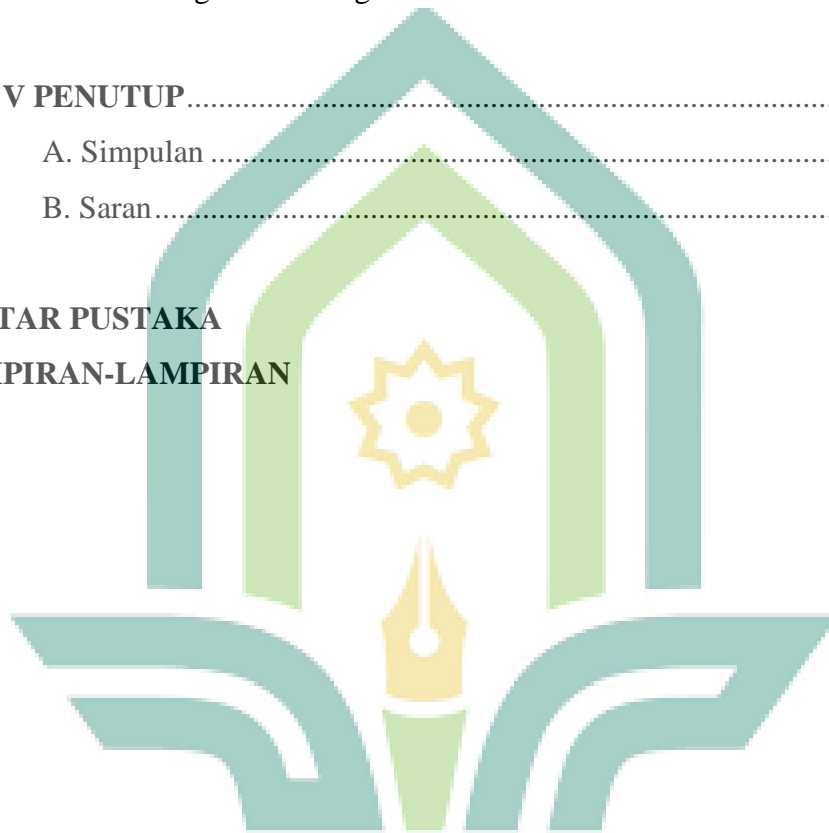 V PENUTUP
A. Simpulan
B. Saran
TAR PUSTAKA
PIRAN-LAMPIRAN